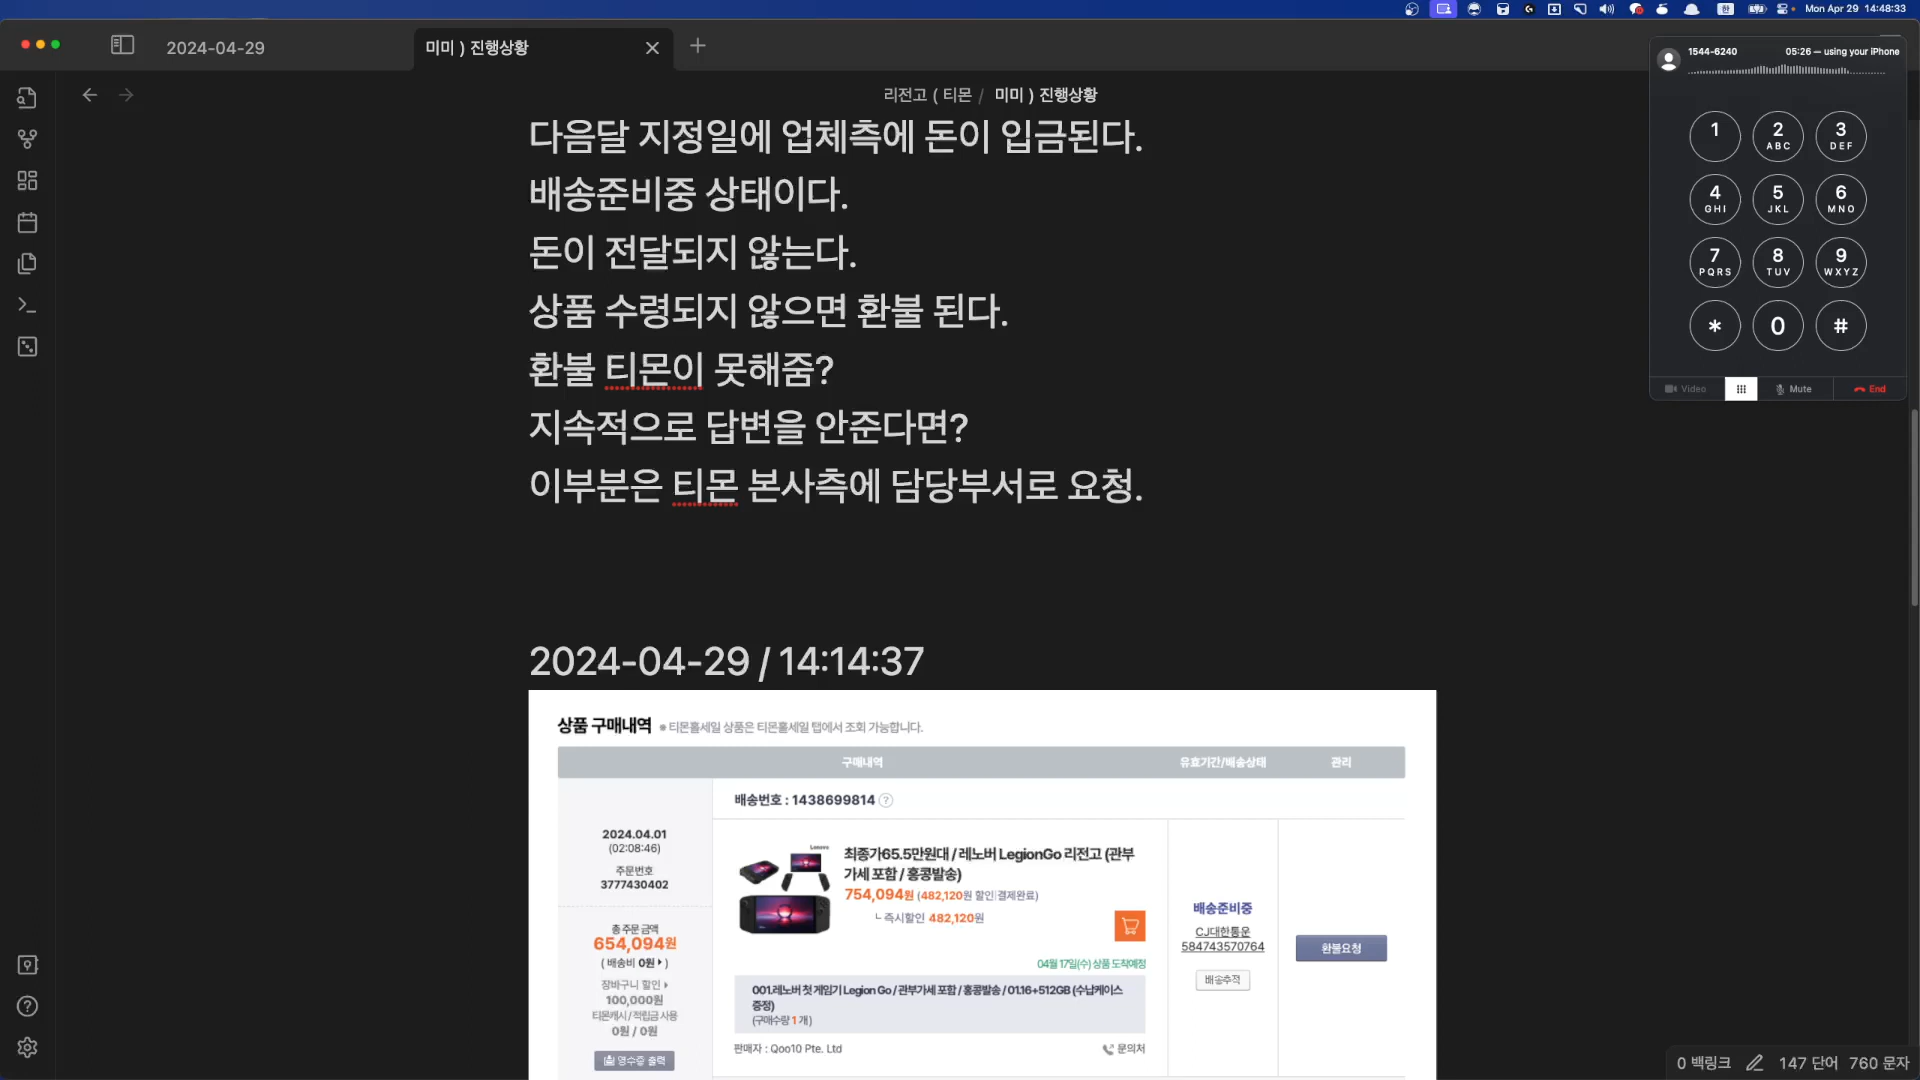 Mon Apr 29 14:48:33
2024-04-29
미미 ) 진행상황
1544-6240
05:26 — using your iPhone
리전고 ( 티몬 / 미미 ) 진행상황
다음달 지정일에 업체측에 돈이 입금된다.
배송준비중 상태이다.
돈이 전달되지 않는다.
상품 수령되지 않으면 환불 된다.
환불 티몬이 못해줌?
지속적으로 답변을 안준다면?
이부분은 티몬 본사측에 담당부서로 요청.
1
2 ABC
3 DEF
4 GHI
5 JKL
6 MNO
7 PQRS
8 TUV
9 WXYZ
*
0
#
Video
Mute
End
2024-04-29 / 14:14:37
상품 구매내역 ※ 티몬홀세일 상품은 티몬홀세일 탭에서 조회 가능합니다.
구매내역
유효기간/배송상태
관리
배송번호 : 1438699814 ?
2024.04.01
(02:08:46)
주문번호
3777430402
총 주문 금액
654,094원
( 배송비 0원 )
장바구니 할인
100,000원
티몬캐시 / 적립금 사용
0원 / 0원
영수증 출력
Lenovo
최종가65.5만원대 / 레노버 LegionGo 리전고 (관부
가세 포함 / 홍콩발송)
754,094원 (482,120원 할인|결제완료)
└ 즉시할인 482,120원
04월 17일(수) 상품 도착예정
001.레노버 첫 게임기 Legion Go / 관부가세 포함 / 홍콩발송 / 01.16+512GB (수납케이스
증정)
(구매수량 1 개)
판매자 : Qoo10 Pte. Ltd
문의처
배송준비중
CJ대한통운
584743570764
배송추적
환불요청
0 백링크
147 단어 760 문자